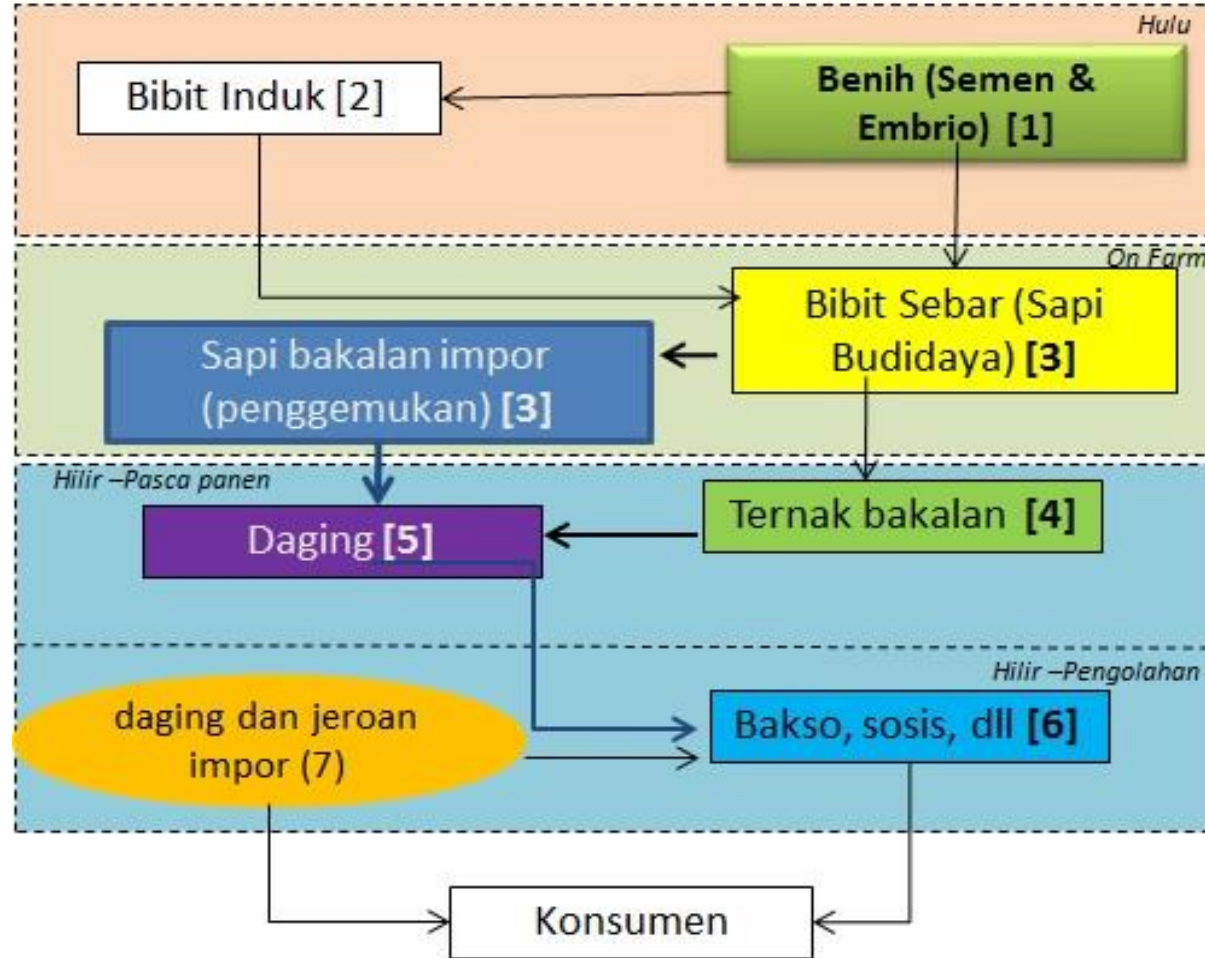 Hulu
Bibit Induk [2]
Benih (Semen &
Embrio) [1]
On Farm
Bibit Sebar (Sapi
Budidaya) [3]
Sapi bakalan impor
(penggemukan) [3]
Hilir –Pasca panen
Ternak bakalan [4]
Daging [5]
Hilir –Pengolahan
daging dan jeroan
impor (7)
Bakso, sosis, dll [6]
Konsumen